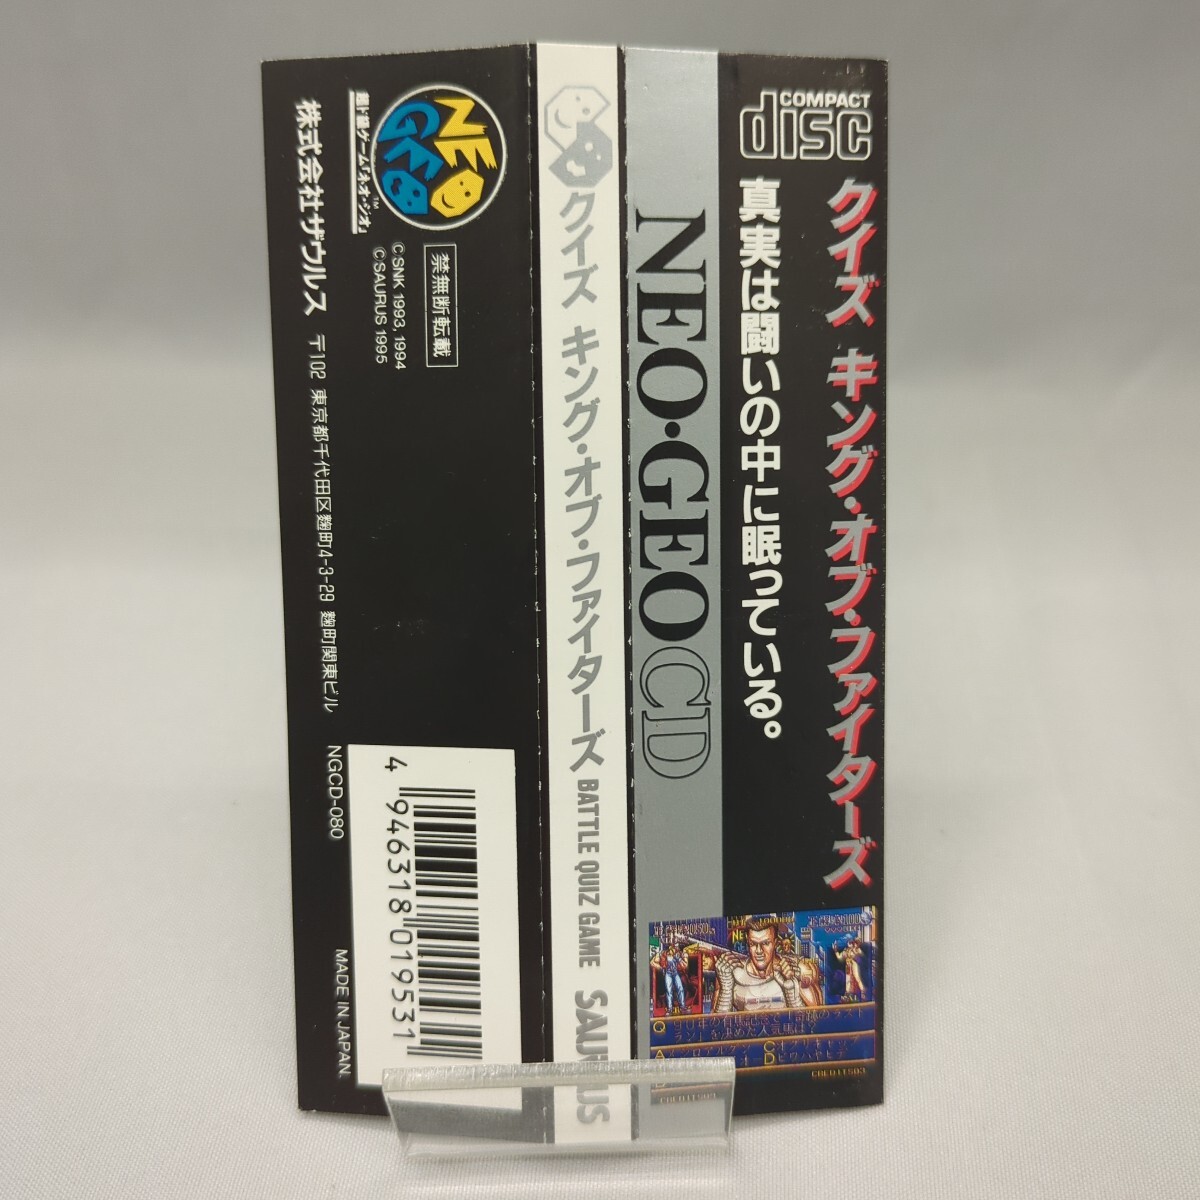 COMPACT
disc
クイズ キング・オブ・ファイターズ
真実は闘いの中に眠っている。
NEO・GEO CD
クイズ キング・オブ・ファイターズ BATTLE QUIZ GAME SAURUS
NEO
GEO
TM
禁無断転載
C:SNK 1993, 1994
C:SAURUS 1995
株式会社ザウルス 〒102 東京都千代田区麴町4-3-29 麴町関東ビル
NGCD-080
MADE IN JAPAN.
4 946318 019531
Q
A
C
D
CREDITS03